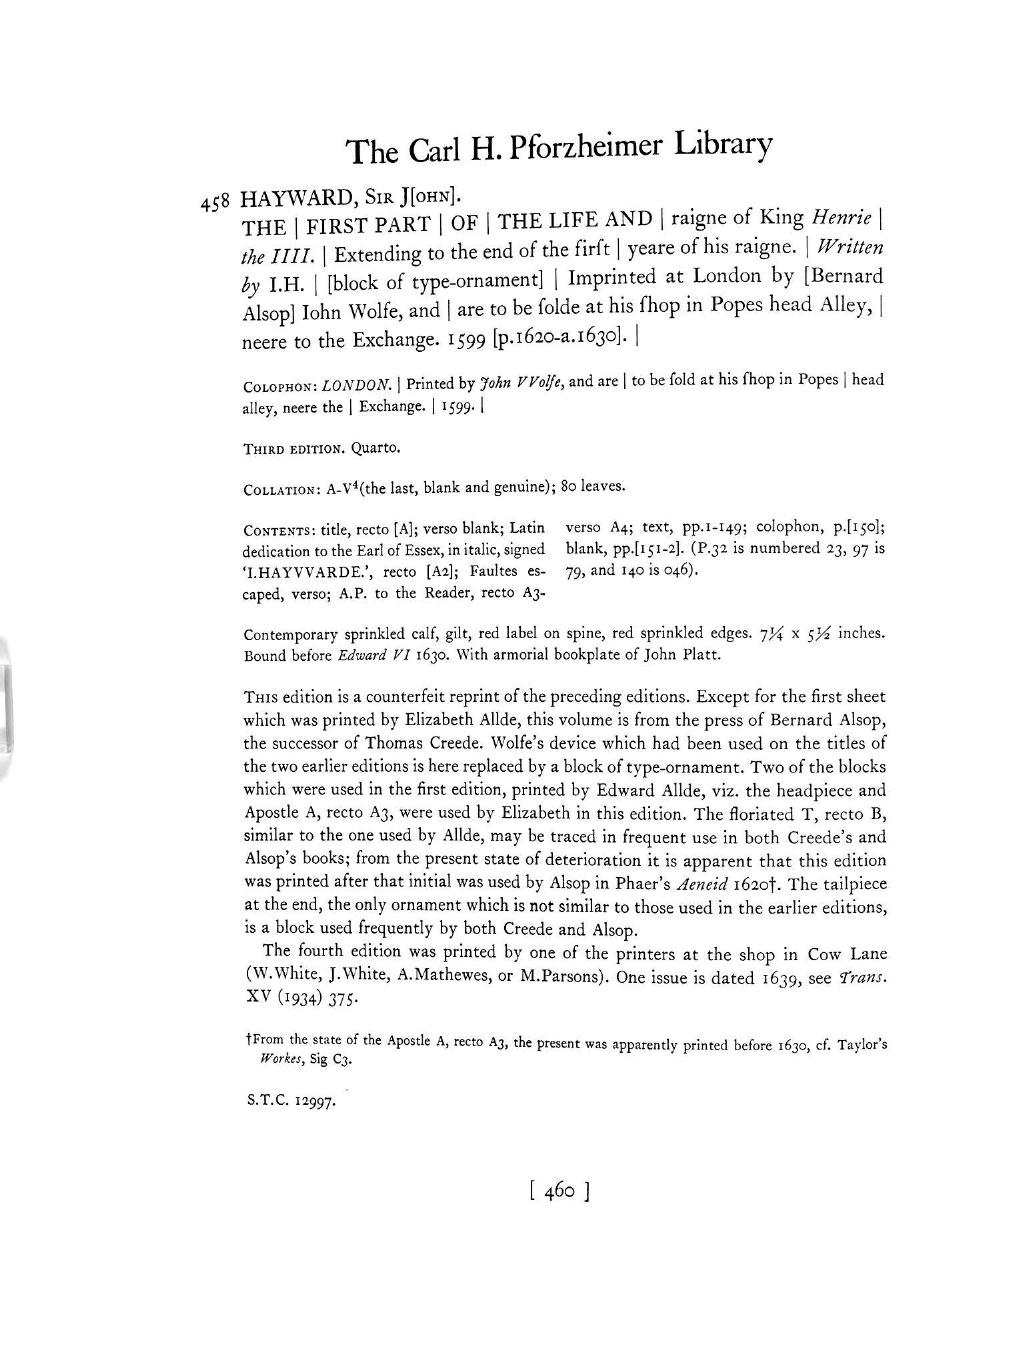 The Carl H. Pforzheimer Library
458 HAYWARD, Sir J[ohn].
THE | FIRST PART | OF | THE LIFE AND | raigne of King Henrie |
the IIII. | Extending to the end of the firſt | yeare of his raigne. | Written
by I.H. | [block of type-ornament] | Imprinted at London by [Bernard
Alsop] Iohn Wolfe, and | are to be ſolde at his ſhop in Popes head Alley, |
neere to the Exchange. 1599 [p.1620-a.1630]. |
Colophon: LONDON. | Printed by John VVolfe, and are | to be ſold at his ſhop in Popes | head
alley, neere the | Exchange. | 1599. |
Third edition. Quarto.
Collation: A-V⁴(the last, blank and genuine); 80 leaves.
Contents: title, recto [A]; verso blank; Latin
dedication to the Earl of Essex, in italic, signed
‘I.HAYVVARDE.’, recto [A2]; Faultes es-
caped, verso; A.P. to the Reader, recto A3-
verso A4; text, pp.1-149; colophon, p.[150];
blank, pp.[151-2]. (P.32 is numbered 23, 97 is
79, and 140 is 046).
Contemporary sprinkled calf, gilt, red label on spine, red sprinkled edges. 7¼ x 5½ inches.
Bound before Edward VI 1630. With armorial bookplate of John Platt.
This edition is a counterfeit reprint of the preceding editions. Except for the first sheet
which was printed by Elizabeth Allde, this volume is from the press of Bernard Alsop,
the successor of Thomas Creede. Wolfe's device which had been used on the titles of
the two earlier editions is here replaced by a block of type-ornament. Two of the blocks
which were used in the first edition, printed by Edward Allde, viz. the headpiece and
Apostle A, recto A3, were used by Elizabeth in this edition. The floriated T, recto B,
similar to the one used by Allde, may be traced in frequent use in both Creede's and
Alsop's books; from the present state of deterioration it is apparent that this edition
was printed after that initial was used by Alsop in Phaer's Aeneid 1620†. The tailpiece
at the end, the only ornament which is not similar to those used in the earlier editions,
is a block used frequently by both Creede and Alsop.
The fourth edition was printed by one of the printers at the shop in Cow Lane
(W.White, J.White, A.Mathewes, or M.Parsons). One issue is dated 1639, see Trans.
XV (1934) 375.
†From the state of the Apostle A, recto A3, the present was apparently printed before 1630, cf. Taylor's
Workes, Sig C3.
S.T.C. 12997.
[ 460 ]